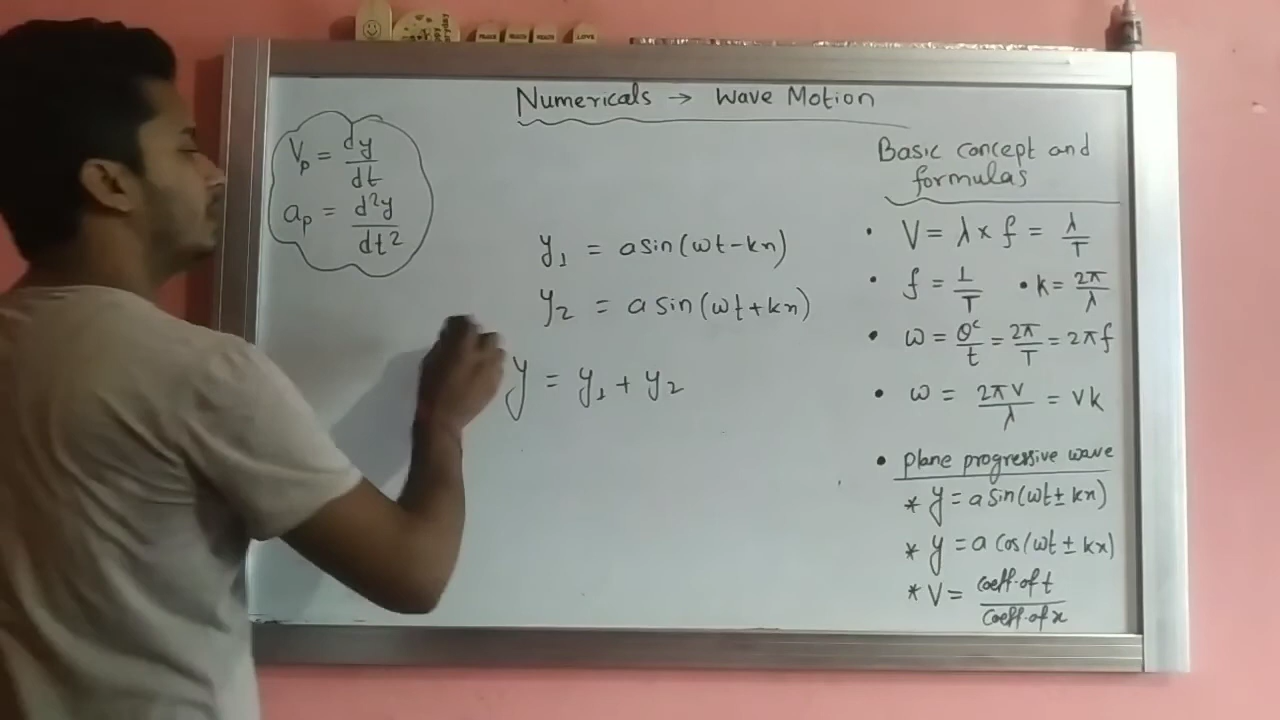 Numericals → Wave Motion
Vp = dy/dt
ap = d²y/dt²
y₁ = a sin(ωt - kx)
y₂ = a sin(ωt + kx)
y = y₁ + y₂
Basic concept and
formulas
• V = λ × f = λ/T
• f = 1/T • k = 2π/λ
• ω = θᶜ/t = 2π/T = 2πf
• ω = 2πv/λ = vk
• plane progressive wave
* y = a sin(ωt ± kx)
* y = a cos(ωt ± kx)
* V = coeff. of t/coeff. of x
LOVE